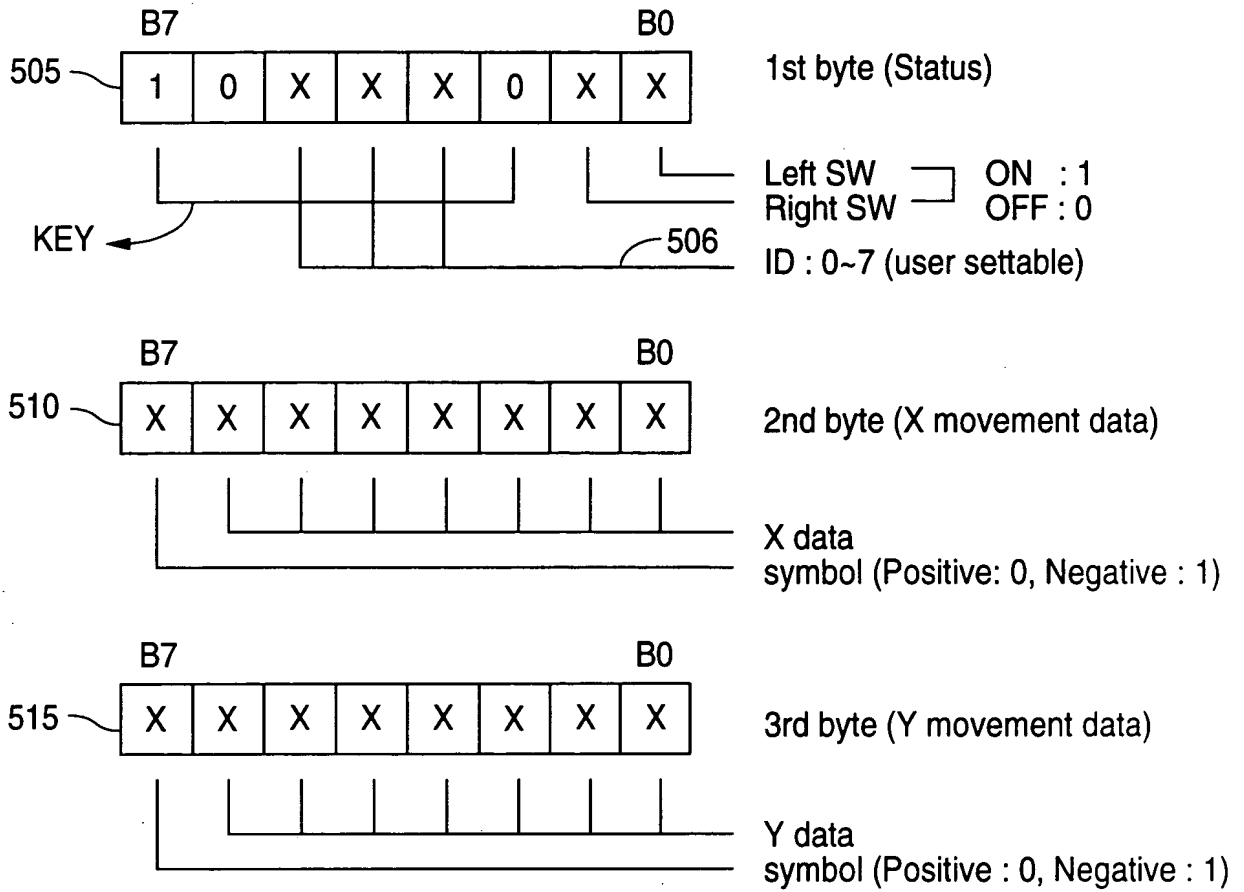 B7 B0
505 1 0 X X X 0 X X 1st byte (Status)
Left SW ON : 1
Right SW OFF : 0
KEY
506
ID : 0~7 (user settable)
B7 B0
510 X X X X X X X X 2nd byte (X movement data)
X data
symbol (Positive: 0, Negative : 1)
B7 B0
515 X X X X X X X X 3rd byte (Y movement data)
Y data
symbol (Positive : 0, Negative : 1)